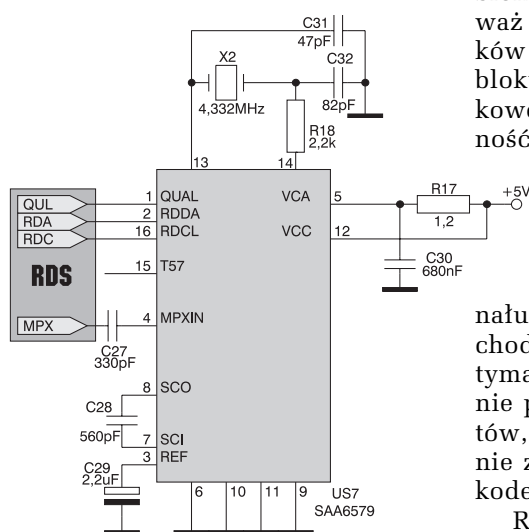 C31
47pF
X2
C32
4,332MHz
82pF
R18
2,2k
13
14
QUL
1
QUAL
VCA
5
R17
+5V
RDA
2
RDDA
1,2
RDC
16
RDCL
VCC
12
RDS
15
T57
C30
680nF
MPX
4
MPXIN
C27
330pF
8
SCO
C28
560pF
7
SCI
3
REF
C29
2,2uF
6
10
11
9
US7
SAA6579
waż
ków
blok
kow
ność
nału
chod
tyma
nie p
tów,
nie z
kode
R